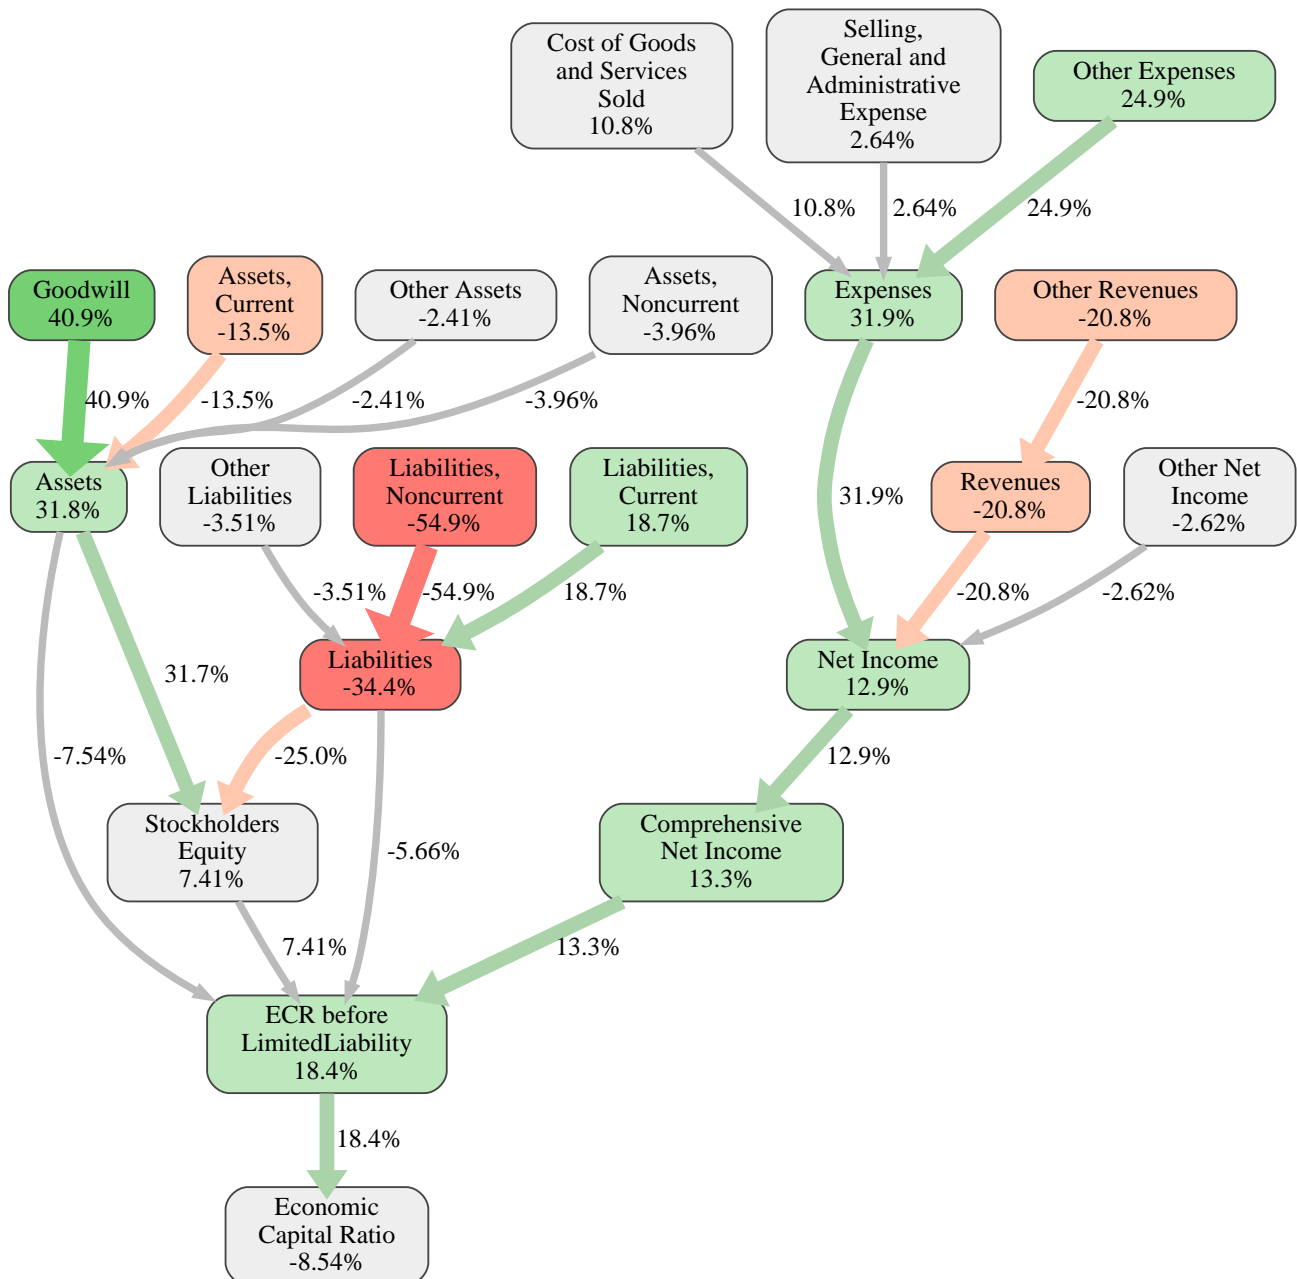 Cost of Goods
and Services
Sold
10.8%
Selling,
General and
Administrative
Expense
2.64%
Other Expenses
24.9%
10.8%
2.64%
24.9%
Goodwill
40.9%
Assets,
Current
-13.5%
Other Assets
-2.41%
Assets,
Noncurrent
-3.96%
Expenses
31.9%
Other Revenues
-20.8%
40.9%
-13.5%
-2.41%
-3.96%
-20.8%
Assets
31.8%
Other
Liabilities
-3.51%
Liabilities,
Noncurrent
-54.9%
Liabilities,
Current
18.7%
31.9%
Revenues
-20.8%
Other Net
Income
-2.62%
-3.51%
-54.9%
18.7%
-20.8%
-2.62%
31.7%
Liabilities
-34.4%
Net Income
12.9%
-7.54%
-25.0%
12.9%
Stockholders
Equity
7.41%
-5.66%
Comprehensive
Net Income
13.3%
7.41%
13.3%
ECR before
LimitedLiability
18.4%
18.4%
Economic
Capital Ratio
-8.54%